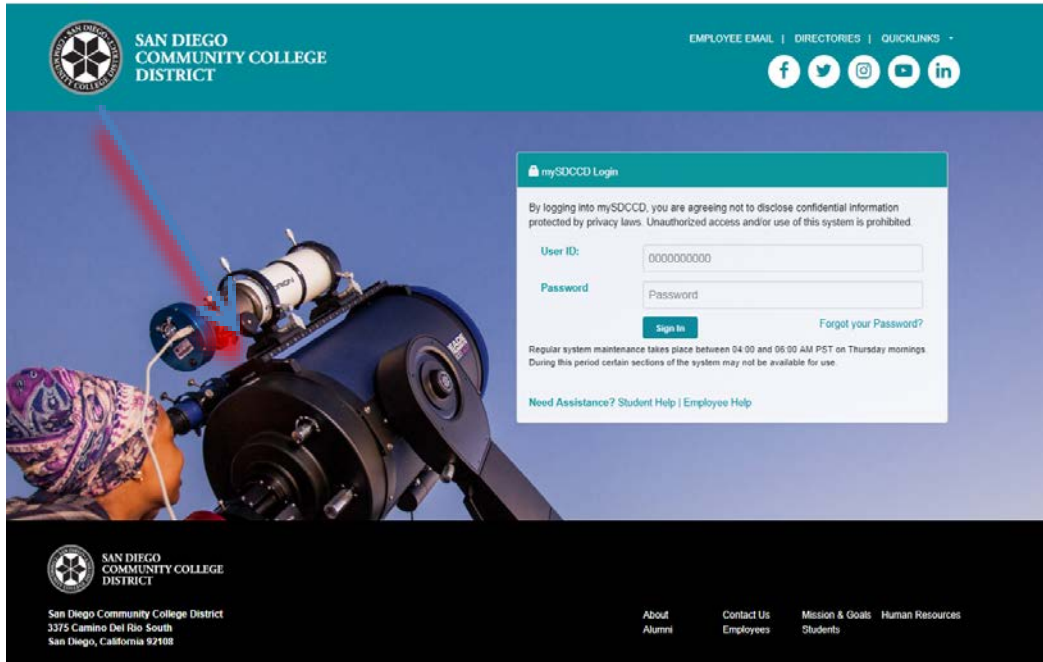 SAN DIEGO
COMMUNITY COLLEGE
DISTRICT
EMPLOYEE EMAIL | DIRECTORIES | QUICKLINKS
mySDCCD Login
By logging into mySDCCD, you are agreeing not to disclose confidential information
protected by privacy laws. Unauthorized access and/or use of this system is prohibited.
User ID:
0000000000
Password
Password
Sign In
Forgot your Password?
Regular system maintenance takes place between 04:00 and 06:00 AM PST on Thursday mornings.
During this period certain sections of the system may not be available for use.
Need Assistance? Student Help | Employee Help
ORION
SAN DIEGO
COMMUNITY COLLEGE
DISTRICT
San Diego Community College District
3375 Camino Del Rio South
San Diego, California 92108
About
Contact Us
Mission & Goals
Human Resources
Alumni
Employees
Students